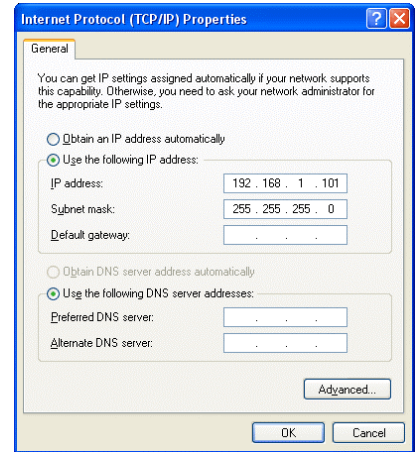 Internet Protocol (TCP/IP) Properties
General
You can get IP settings assigned automatically if your network supports
this capability. Otherwise, you need to ask your network administrator for
the appropriate IP settings.
Obtain an IP address automatically
Use the following IP address:
IP address: 192 . 168 . 1 . 101
Subnet mask: 255 . 255 . 255 . 0
Default gateway: . . .
Obtain DNS server address automatically
Use the following DNS server addresses:
Preferred DNS server: . . .
Alternate DNS server: . . .
Advanced...
OK Cancel